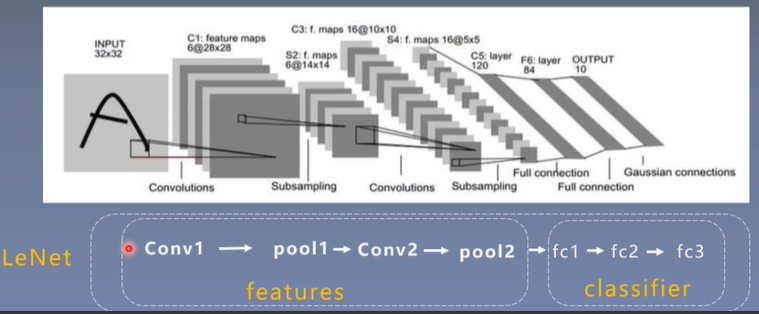 INPUT
32x32
C1: feature maps
6@28x28
S2: f. maps
6@14x14
C3: f. maps 16@10x10
S4: f. maps 16@5x5
C5: layer
120
F6: layer
84
OUTPUT
10
A
Convolutions
Subsampling
Convolutions
Subsampling
Full connection
Full connection
Gaussian connections
LeNet
Conv1 → pool1 → Conv2 → pool2 → fc1 → fc2 → fc3
features
classifier